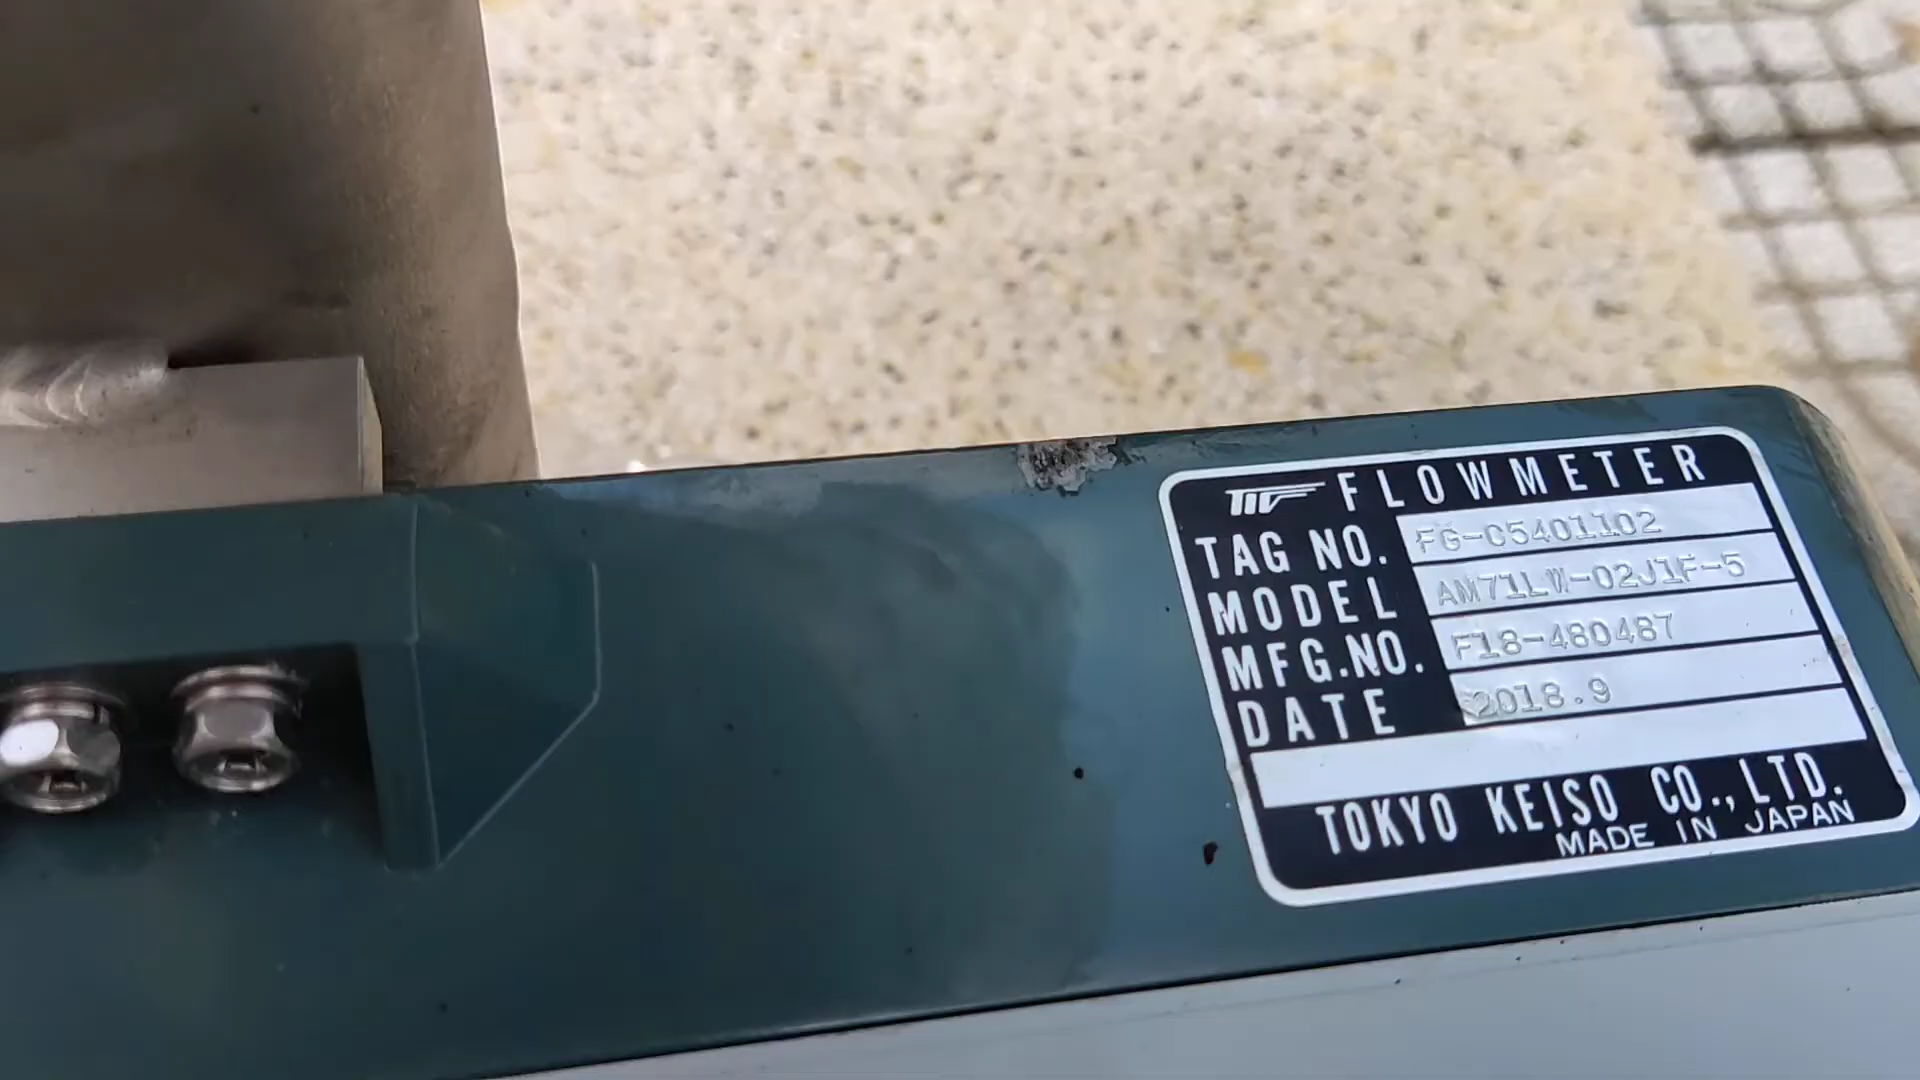 TIV FLOWMETER
TAG NO. FG-05401102
MODEL AM71LW-02J1F-5
MFG.NO. F18-480487
DATE 2018.9
TOKYO KEISO CO., LTD.
MADE IN JAPAN